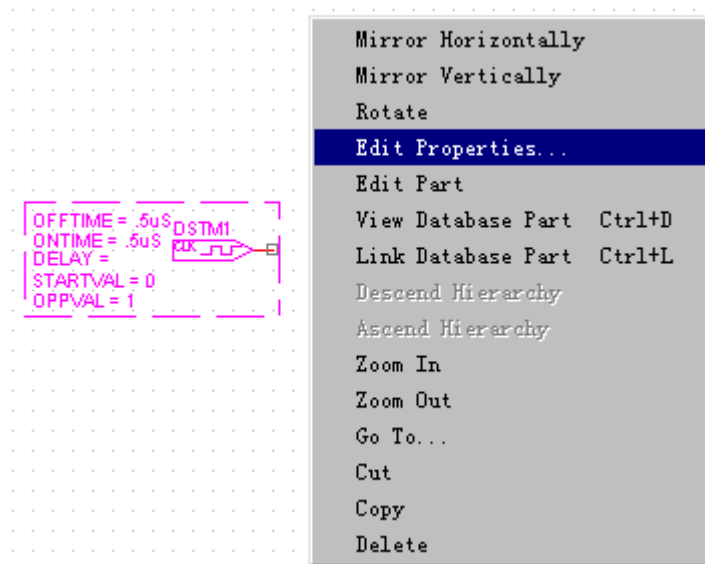 OFFTIME = .5uS
DSTM1
ONTIME = .5uS
CLK
DELAY =
STARTVAL = 0
OPPVAL = 1
Mirror Horizontally
Mirror Vertically
Rotate
Edit Properties...
Edit Part
View Database Part Ctrl+D
Link Database Part Ctrl+L
Descend Hierarchy
Ascend Hierarchy
Zoom In
Zoom Out
Go To...
Cut
Copy
Delete